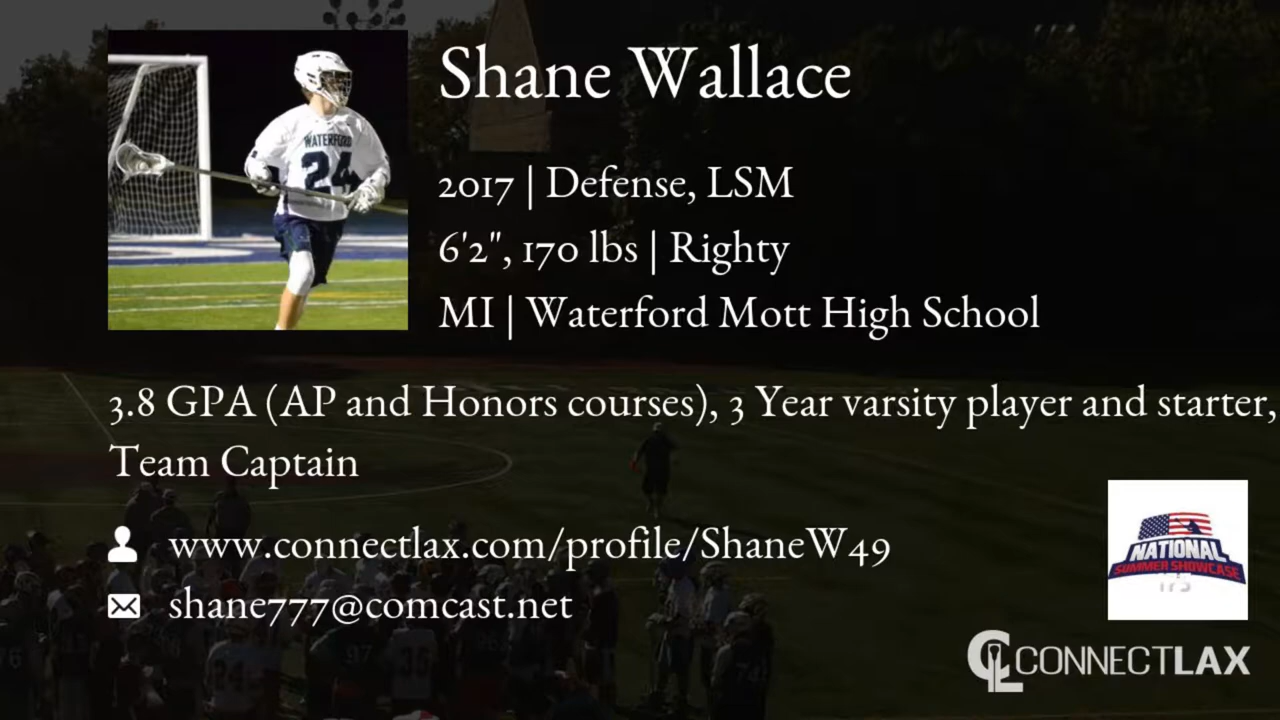 Shane Wallace
WATERFORD
24
2017 | Defense, LSM
6'2", 170 lbs | Righty
MI | Waterford Mott High School
3.8 GPA (AP and Honors courses), 3 Year varsity player and starter,
Team Captain
www.connectlax.com/profile/ShaneW49
shane777@comcast.net
NATIONAL
SUMMER SHOWCASE
CONNECTLAX